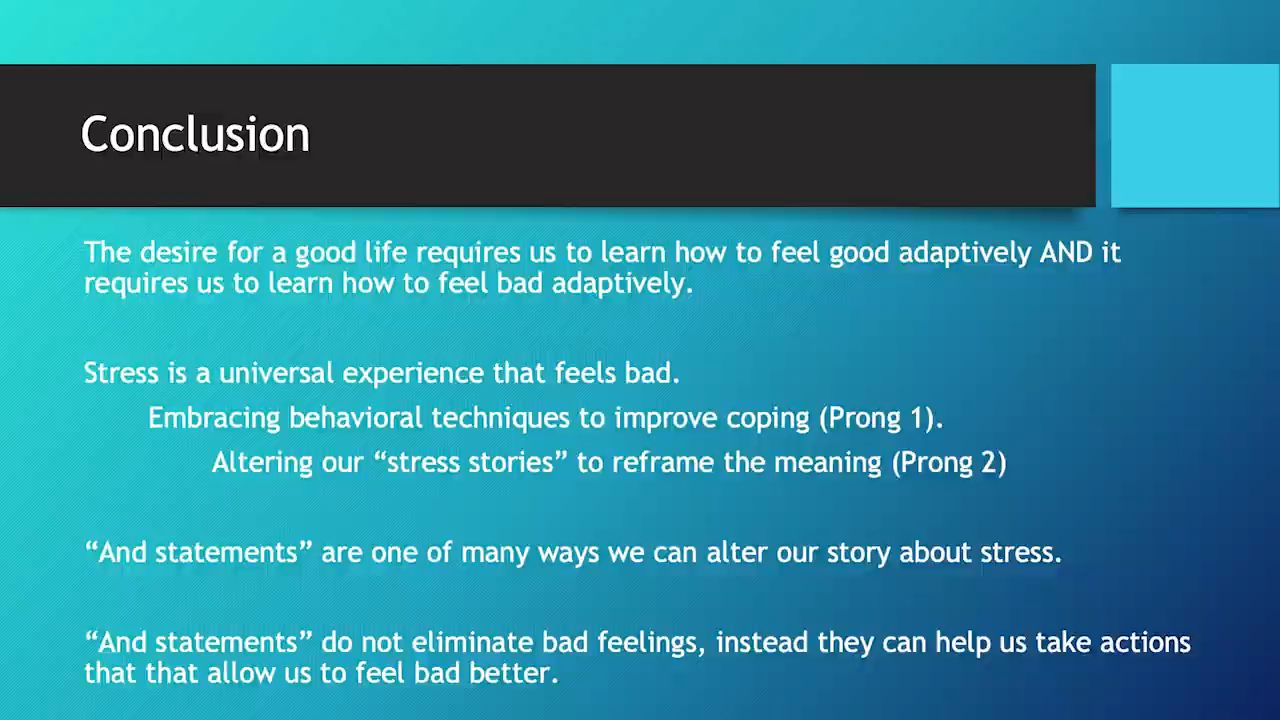 Conclusion
The desire for a good life requires us to learn how to feel good adaptively AND it
requires us to learn how to feel bad adaptively.
Stress is a universal experience that feels bad.
Embracing behavioral techniques to improve coping (Prong 1).
Altering our “stress stories” to reframe the meaning (Prong 2)
“And statements” are one of many ways we can alter our story about stress.
“And statements” do not eliminate bad feelings, instead they can help us take actions
that that allow us to feel bad better.